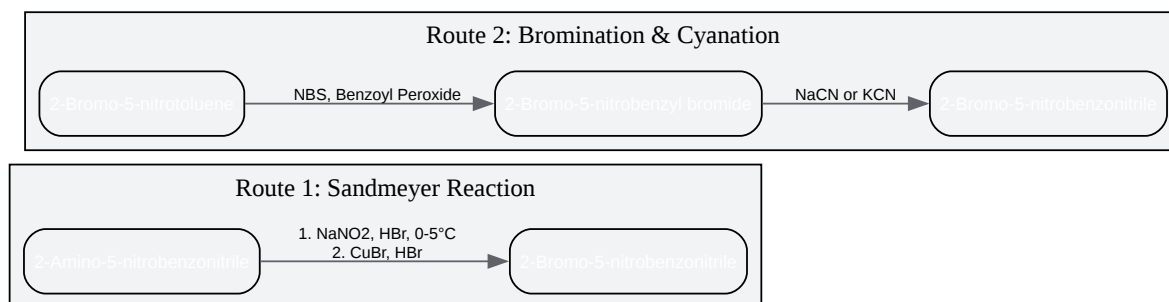 Route 2: Bromination & Cyanation
2-Bromo-5-nitrotoluene
NBS, Benzoyl Peroxide
2-Bromo-5-nitrobenzyl bromide
NaCN or KCN
2-Bromo-5-nitrobenzonitrile
Route 1: Sandmeyer Reaction
2-Amino-5-nitrobenzonitrile
1. NaNO2, HBr, 0-5°C
2. CuBr, HBr
2-Bromo-5-nitrobenzonitrile